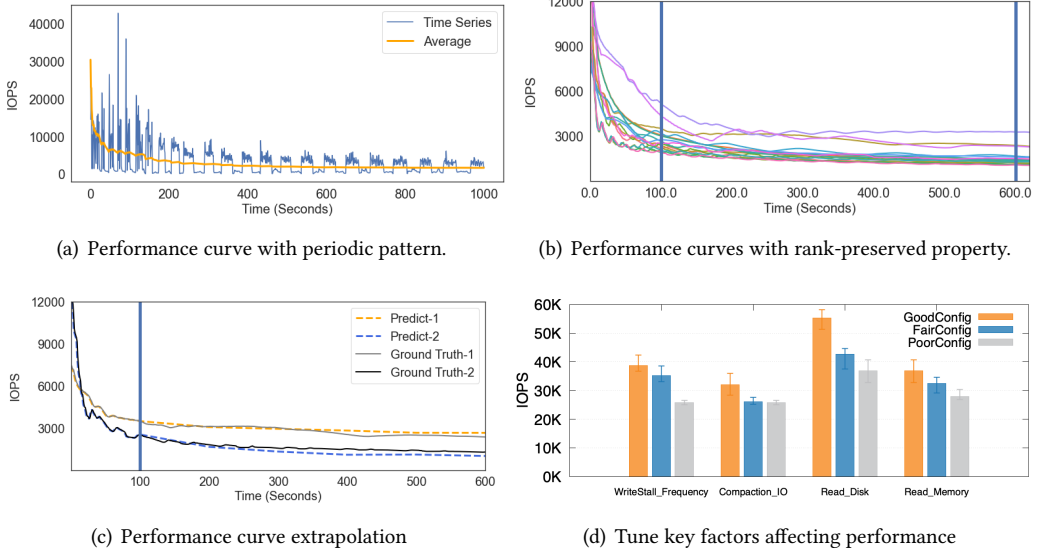 40000
30000
20000
10000
0
IOPS
Time Series
Average
0
200
400
600
800
1000
Time (Seconds)
(a) Performance curve with periodic pattern.
12000
9000
6000
3000
IOPS
0.0
100.0
200.0
300.0
400.0
500.0
600.0
Time (Seconds)
(b) Performance curves with rank-preserved property.
12000
9000
6000
3000
IOPS
Predict-1
Predict-2
Ground Truth-1
Ground Truth-2
100
200
300
400
500
600
Time (Seconds)
(c) Performance curve extrapolation
60K
50K
40K
30K
20K
10K
0K
IOPS
GoodConfig
FairConfig
PoorConfig
WriteStall_Frequency
Compaction_IO
Read_Disk
Read_Memory
(d) Tune key factors affecting performance